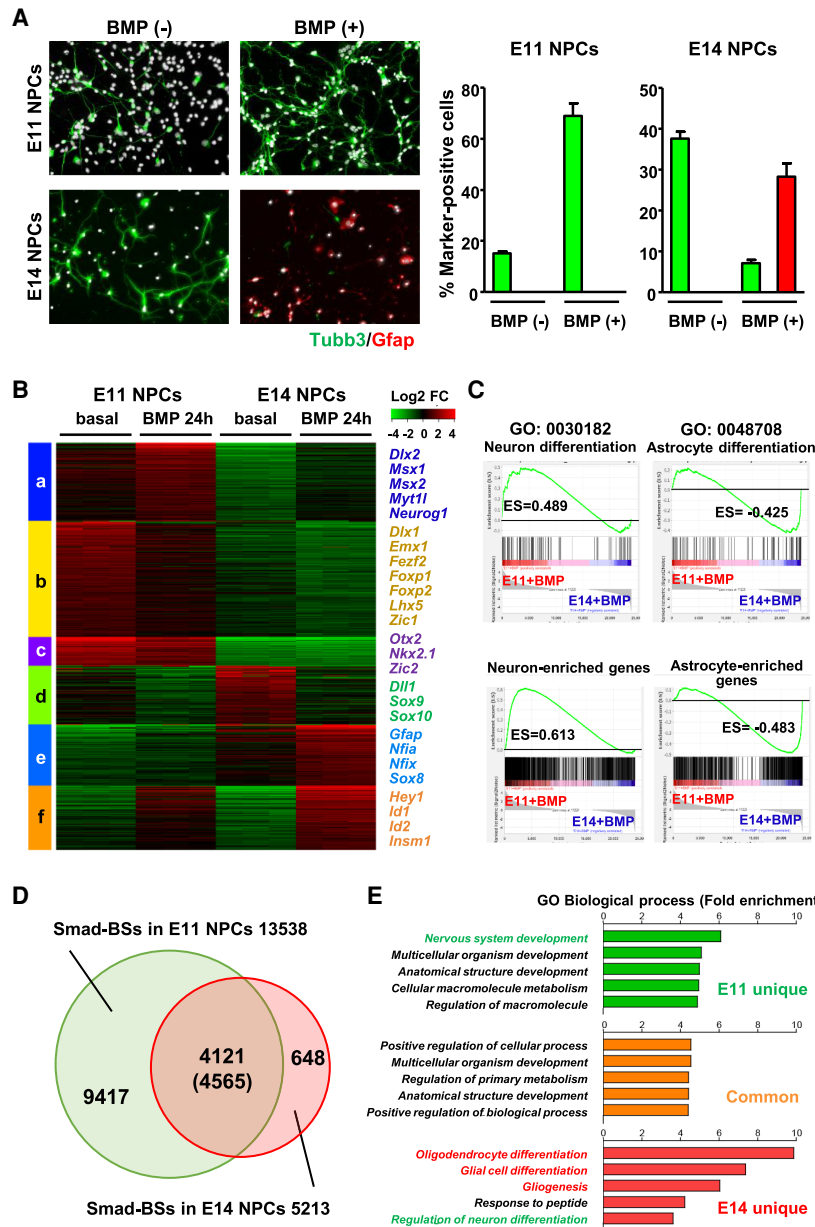 A
BMP (-)
BMP (+)
E11 NPCs
E14 NPCs
Tubb3/Gfap
E11 NPCs
E14 NPCs
% Marker-positive cells
80
60
40
20
0
50
40
30
20
10
0
BMP (-)
BMP (+)
BMP (-)
BMP (+)
B
E11 NPCs
E14 NPCs
basal
BMP 24h
basal
BMP 24h
Log2 FC
-4 -2 0 2 4
a
b
c
d
e
f
Dlx2
Msx1
Msx2
Myt1l
Neurog1
Dlx1
Emx1
Fezf2
Foxp1
Foxp2
Lhx5
Zic1
Otx2
Nkx2.1
Zic2
Dll1
Sox9
Sox10
Gfap
Nfia
Nfix
Sox8
Hey1
Id1
Id2
Insm1
C
GO: 0030182
Neuron differentiation
ES=0.489
E11+BMP
E14+BMP
GO: 0048708
Astrocyte differentiation
ES= -0.425
E11+BMP
E14+BMP
Neuron-enriched genes
ES=0.613
E11+BMP
E14+BMP
Astrocyte-enriched
genes
ES= -0.483
E11+BMP
E14+BMP
D
Smad-BSs in E11 NPCs 13538
9417
4121
(4565)
648
Smad-BSs in E14 NPCs 5213
E
GO Biological process (Fold enrichment
0 2 4 6 8 10
Nervous system development
Multicellular organism development
Anatomical structure development
Cellular macromolecule metabolism
Regulation of macromolecule
E11 unique
0 2 4 6 8 10
Positive regulation of cellular process
Multicellular organism development
Regulation of primary metabolism
Anatomical structure development
Positive regulation of biological process
Common
0 2 4 6 8 10
Oligodendrocyte differentiation
Glial cell differentiation
Gliogenesis
Response to peptide
Regulation of neuron differentiation
E14 unique